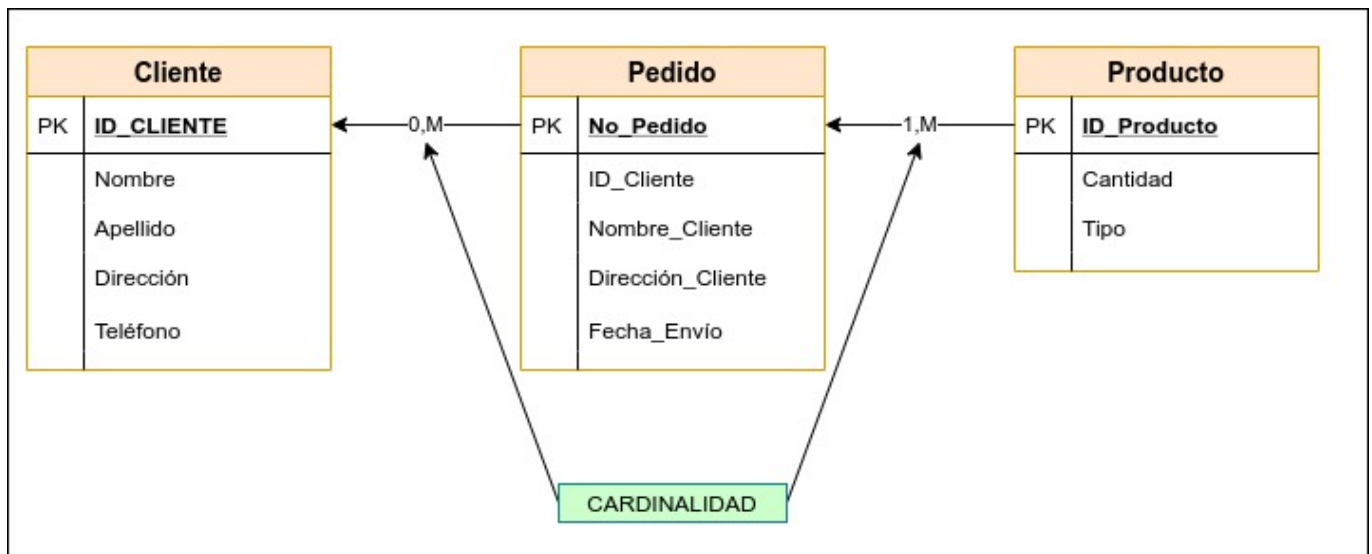 Cliente
PK ID_CLIENTE
Nombre
Apellido
Dirección
Teléfono
0,M
Pedido
PK No_Pedido
ID_Cliente
Nombre_Cliente
Dirección_Cliente
Fecha_Envío
1,M
Producto
PK ID_Producto
Cantidad
Tipo
CARDINALIDAD